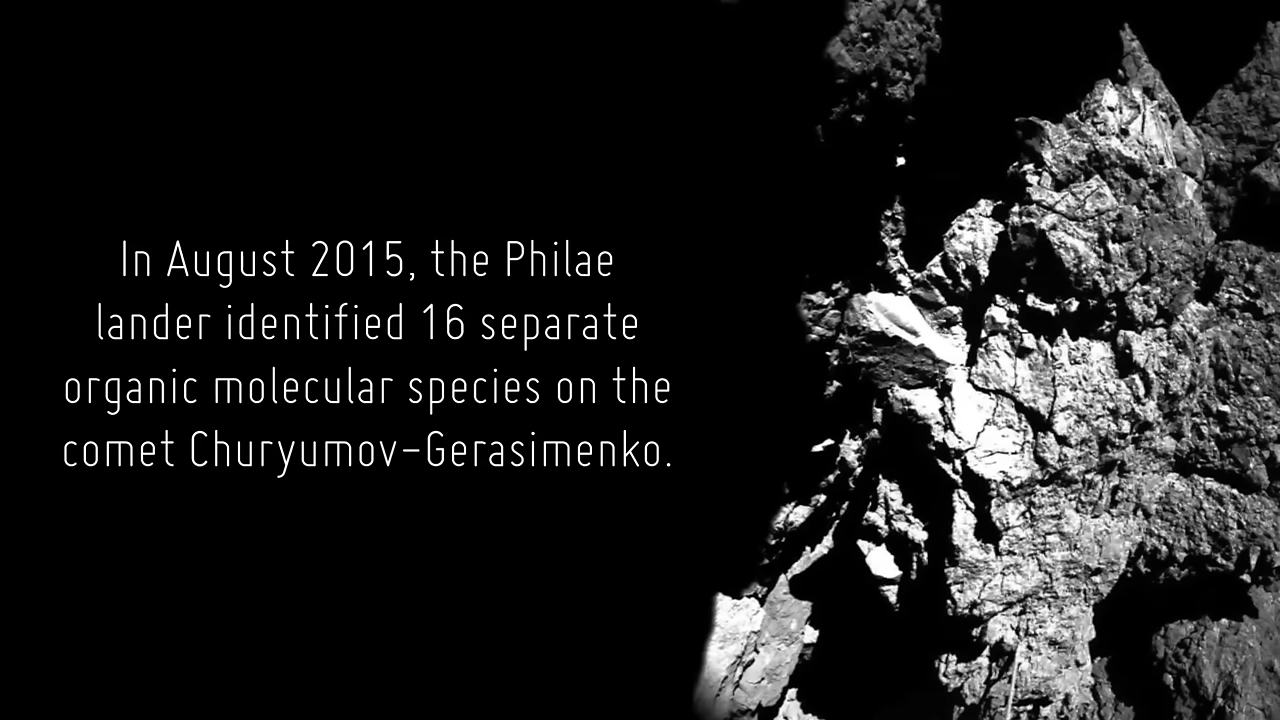 In August 2015, the Philae
lander identified 16 separate
organic molecular species on the
comet Churyumov-Gerasimenko.